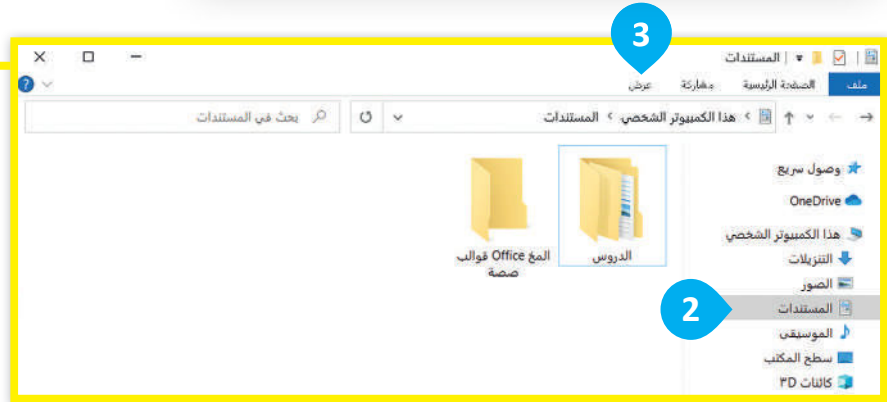 3
المستندات
ملف الصفحة الرئيسية مشاركة عرض
هذا الكمبيوتر الشخصي > المستندات
بحث في المستندات
وصول سريع
OneDrive
هذا الكمبيوتر الشخصي
التنزيلات
الصور
المستندات
2
الموسيقى
سطح المكتب
كائنات ٣D
الدروس
المخ Office قوالب
صصة